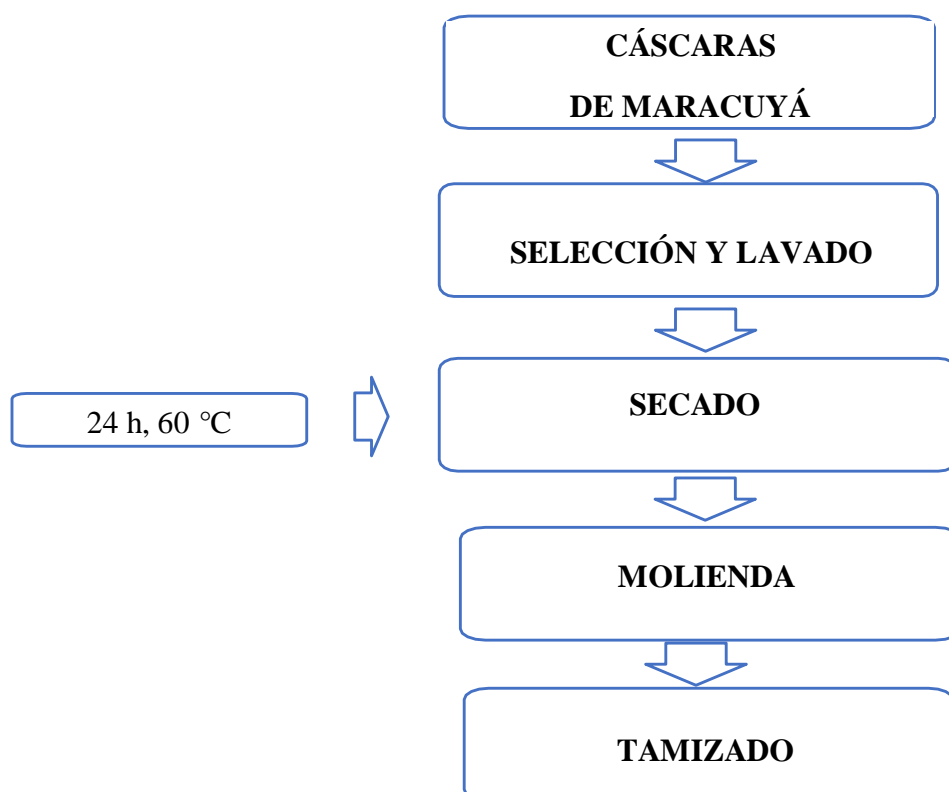 CÁSCARAS
DE MARACUYÁ
SELECCIÓN Y LAVADO
24 h, 60 °C
SECADO
MOLIENDA
TAMIZADO